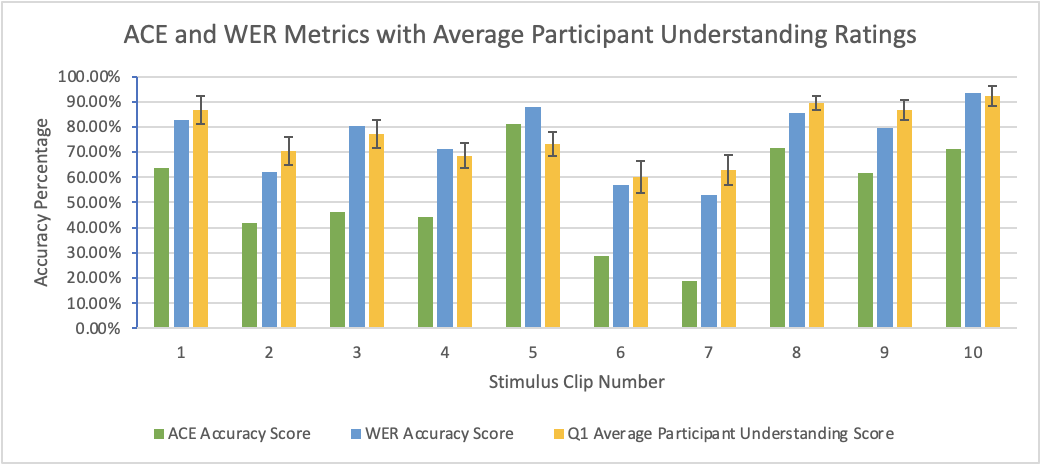 ACE and WER Metrics with Average Participant Understanding Ratings
Accuracy Percentage
100.00%
90.00%
80.00%
70.00%
60.00%
50.00%
40.00%
30.00%
20.00%
10.00%
0.00%
1 2 3 4 5 6 7 8 9 10
Stimulus Clip Number
ACE Accuracy Score WER Accuracy Score Q1 Average Participant Understanding Score